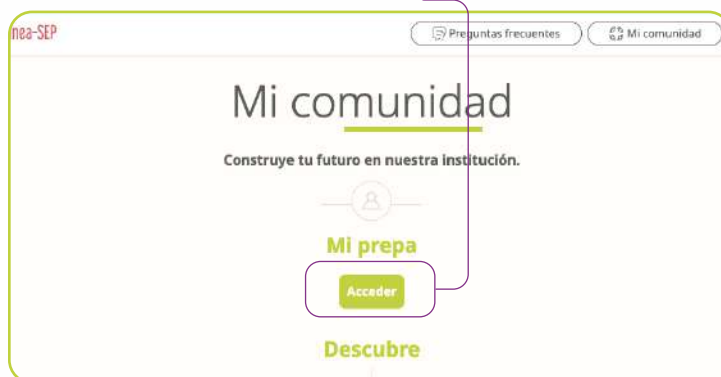 nea-SEP
Preguntas frecuentes
Mi comunidad
Mi comunidad
Construye tu futuro en nuestra institución.
Mi prepa
Acceder
Descubre